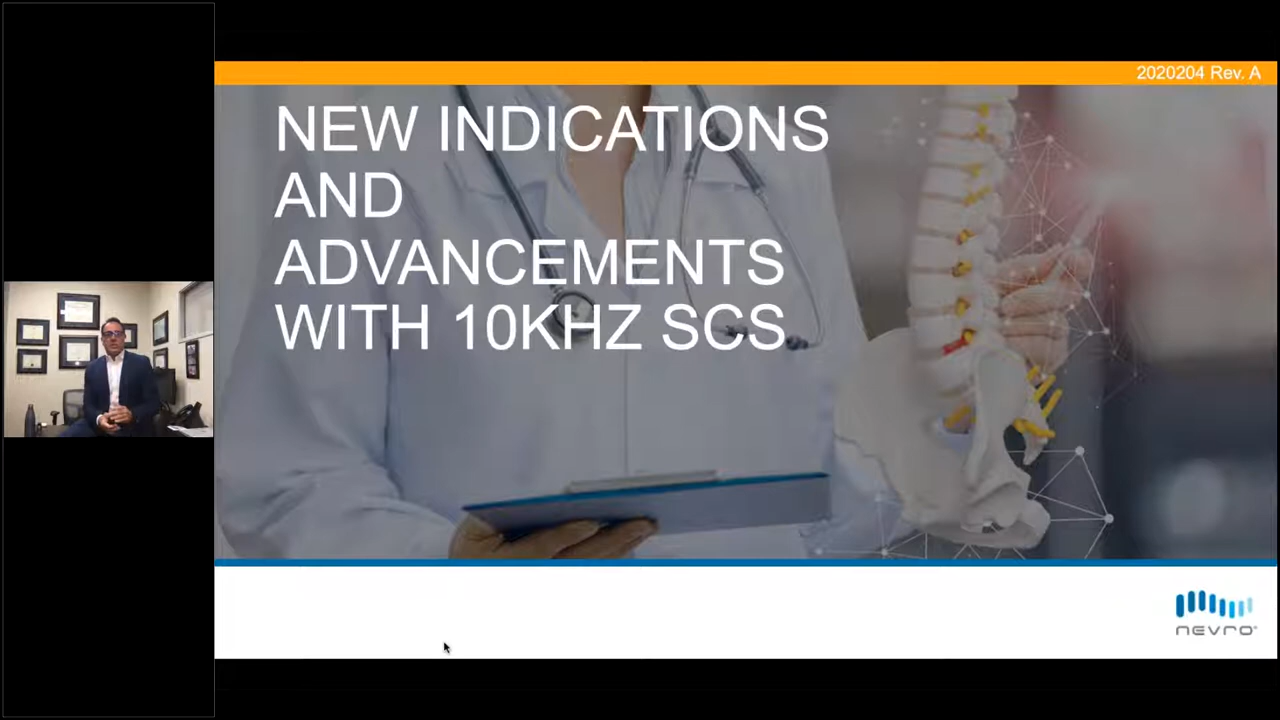 2020204 Rev. A
NEW INDICATIONS
AND
ADVANCEMENTS
WITH 10KHZ SCS
nevro